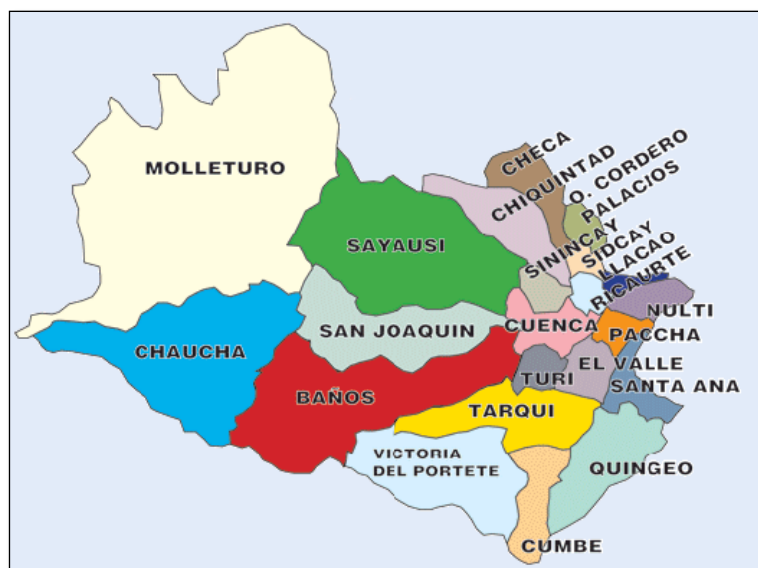 MOLLETURO
CHECA
CHIQUINTAD
O. CORDERO
PALACIOS
SAYAUSI
SININCAY
SIDCAY
LLACAO
RICAURTE
NULTI
SAN JOAQUIN
CUENCA
PACCHA
CHAUCHA
EL VALLE
TURI
SANTA ANA
BAÑOS
TARQUI
VICTORIA
DEL PORTETE
QUINGEO
CUMBE